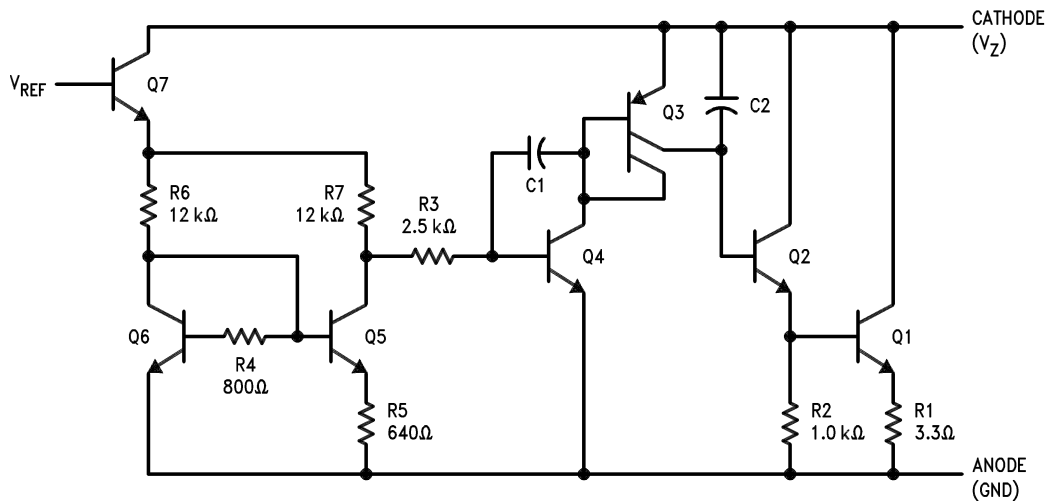 CATHODE
(VZ)
Q7
VREF
Q3
C2
C1
R6
12 kΩ
R7
12 kΩ
R3
2.5 kΩ
Q4
Q2
Q6
Q5
Q1
R4
800Ω
R5
640Ω
R2
1.0 kΩ
R1
3.3Ω
ANODE
(GND)